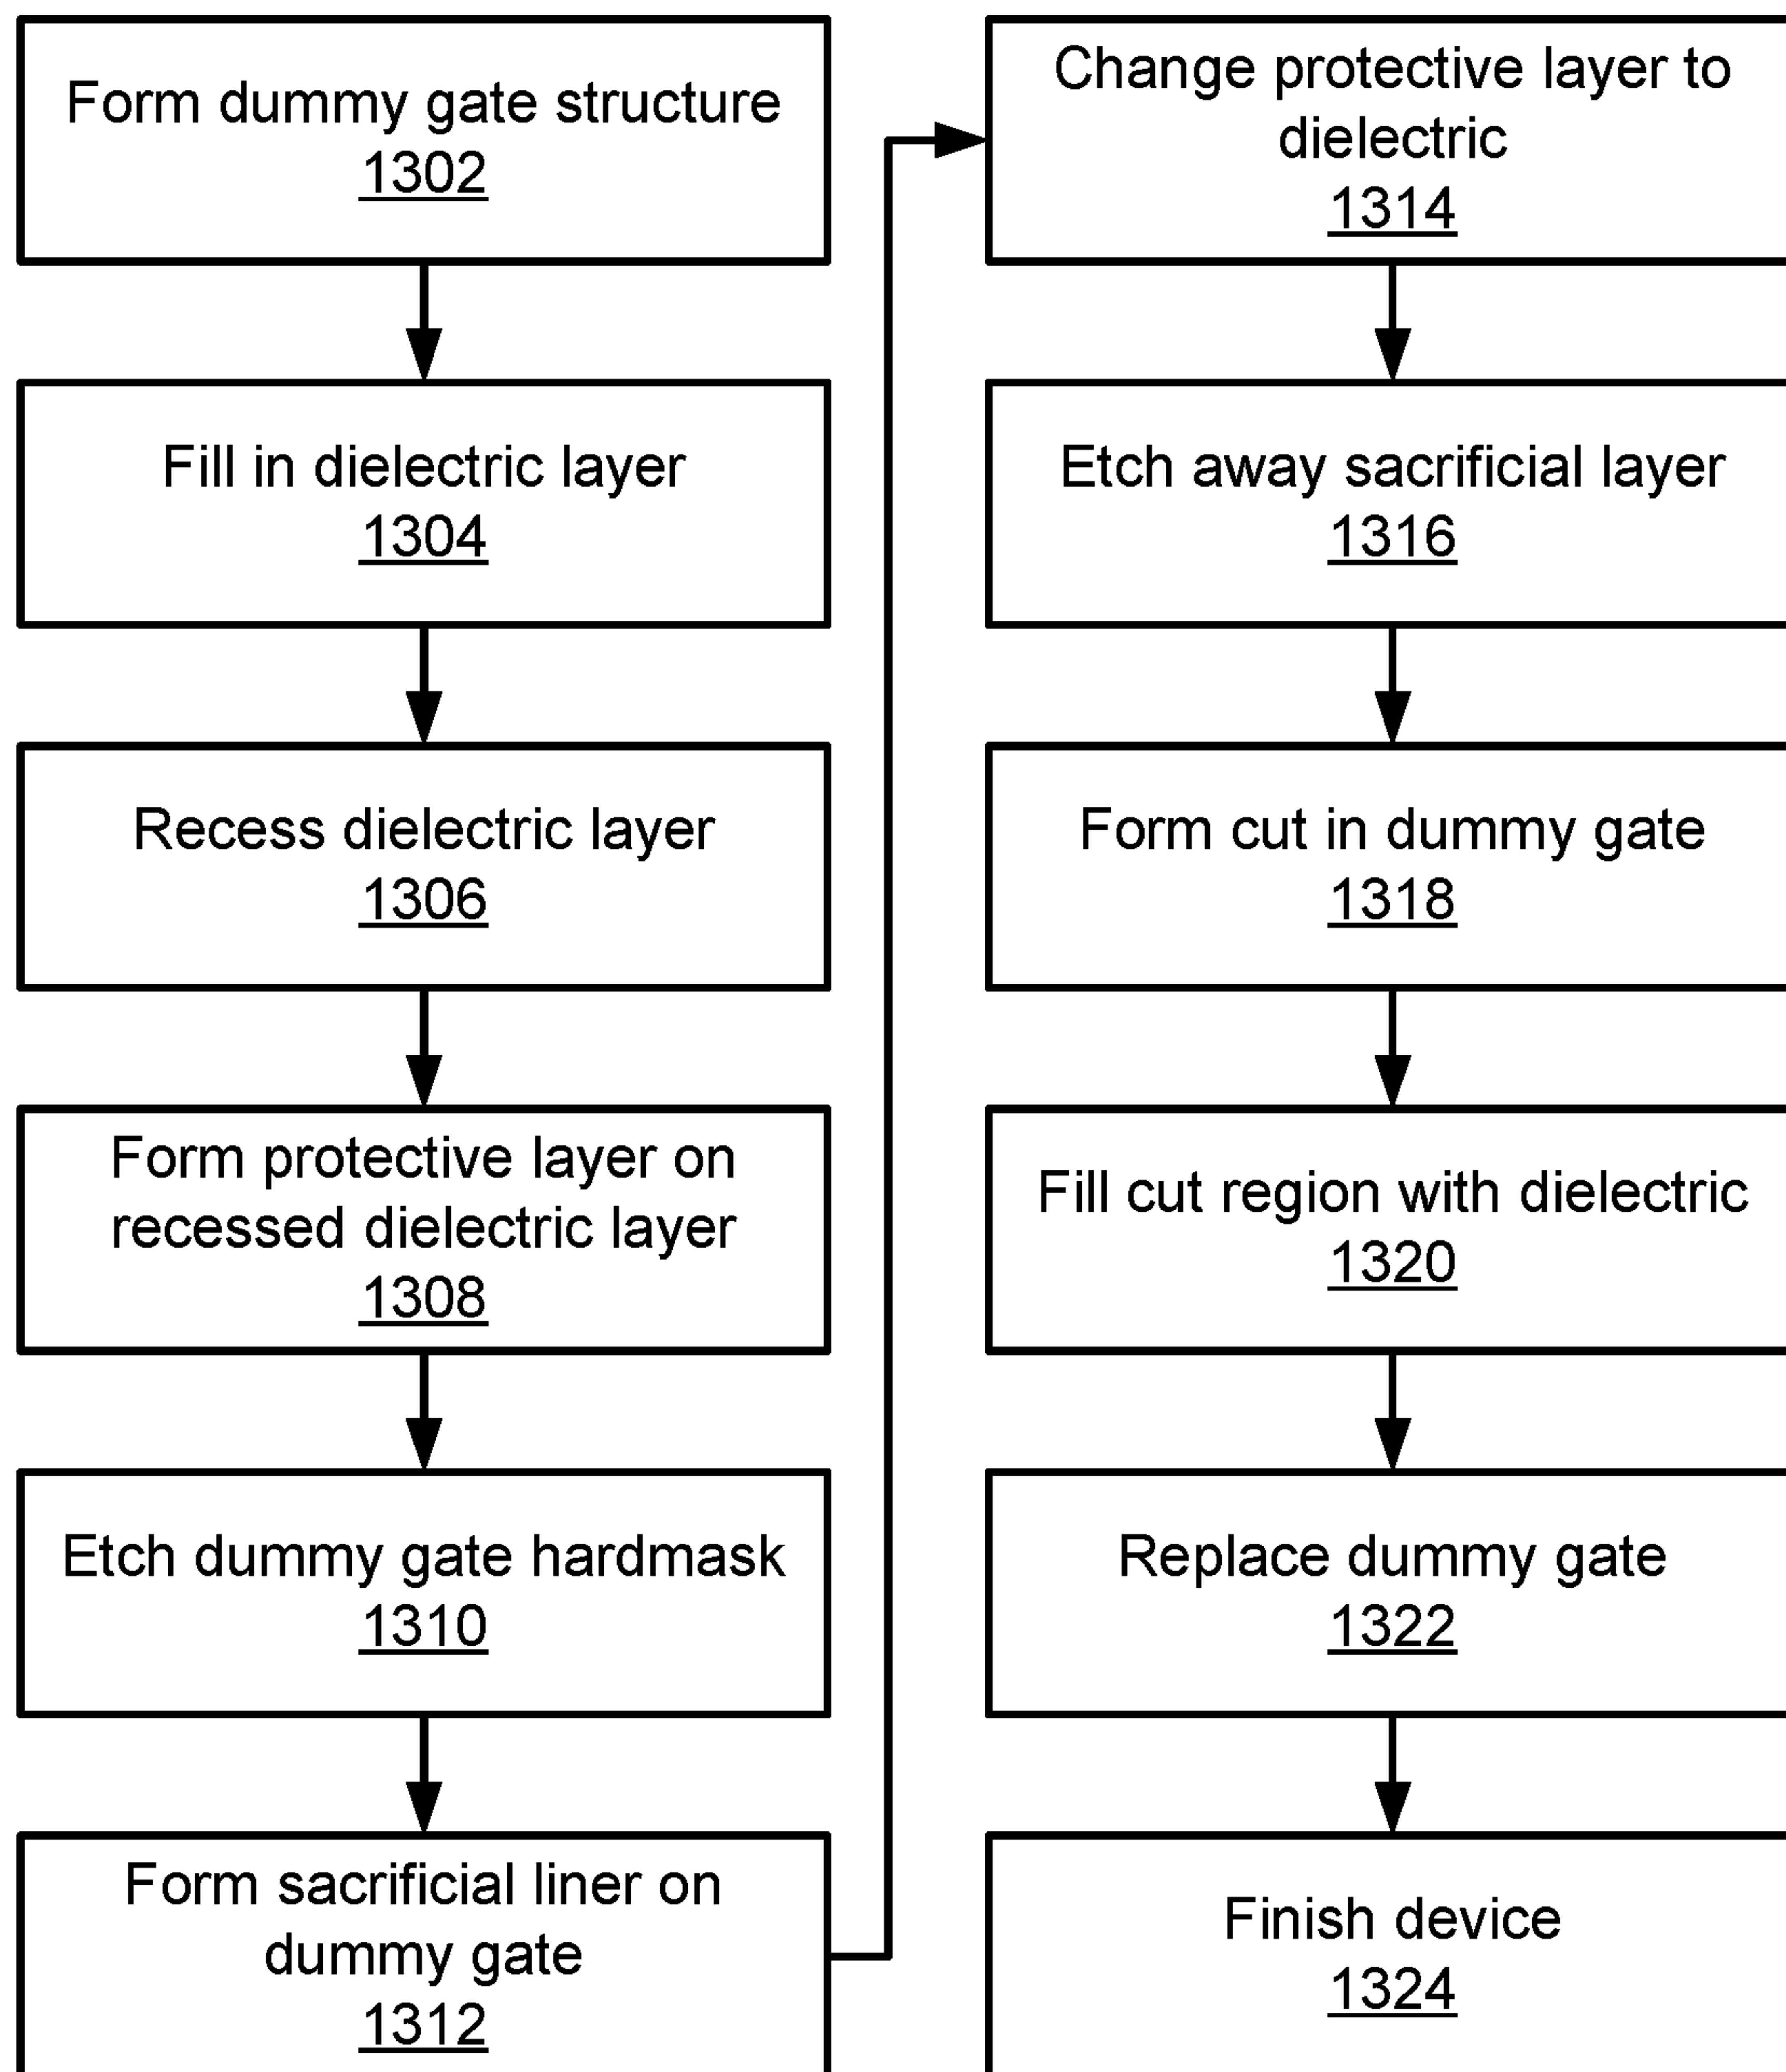 Form dummy gate structure
1302
Fill in dielectric layer
1304
Recess dielectric layer
1306
Form protective layer on
recessed dielectric layer
1308
Etch dummy gate hardmask
1310
Form sacrificial liner on
dummy gate
1312
Change protective layer to
dielectric
1314
Etch away sacrificial layer
1316
Form cut in dummy gate
1318
Fill cut region with dielectric
1320
Replace dummy gate
1322
Finish device
1324